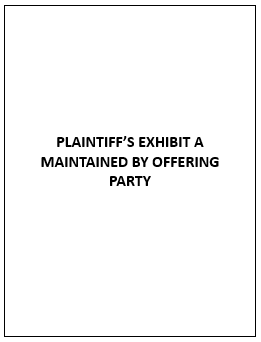 PLAINTIFF’S EXHIBIT A
MAINTAINED BY OFFERING
PARTY